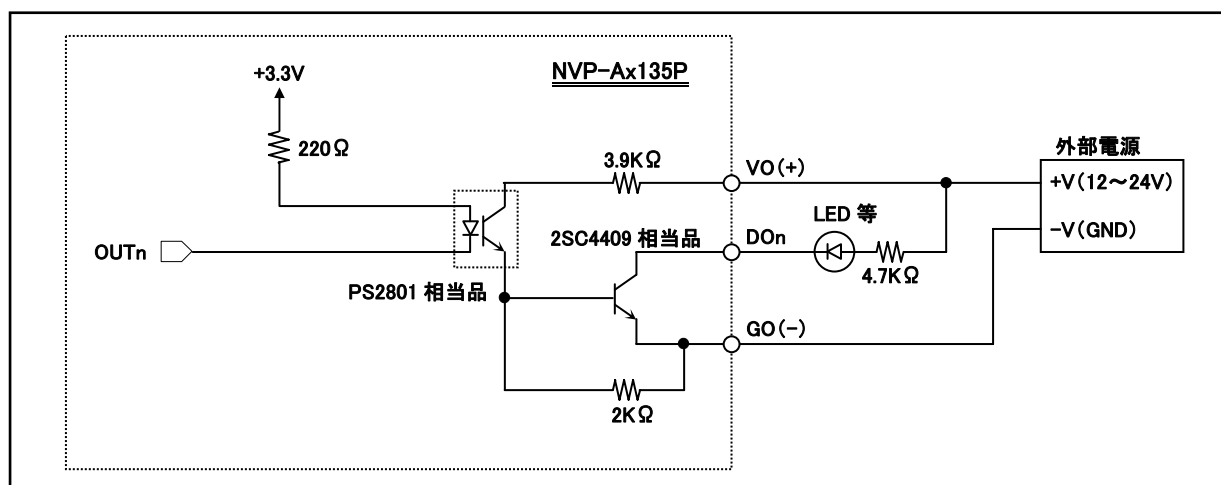 NVP-Ax135P
+3.3V
220Ω
3.9KΩ
VO(+)
外部電源
+V(12～24V)
-V(GND)
LED 等
4.7KΩ
2SC4409 相当品
DOn
OUTn
PS2801 相当品
GO(-)
2KΩ